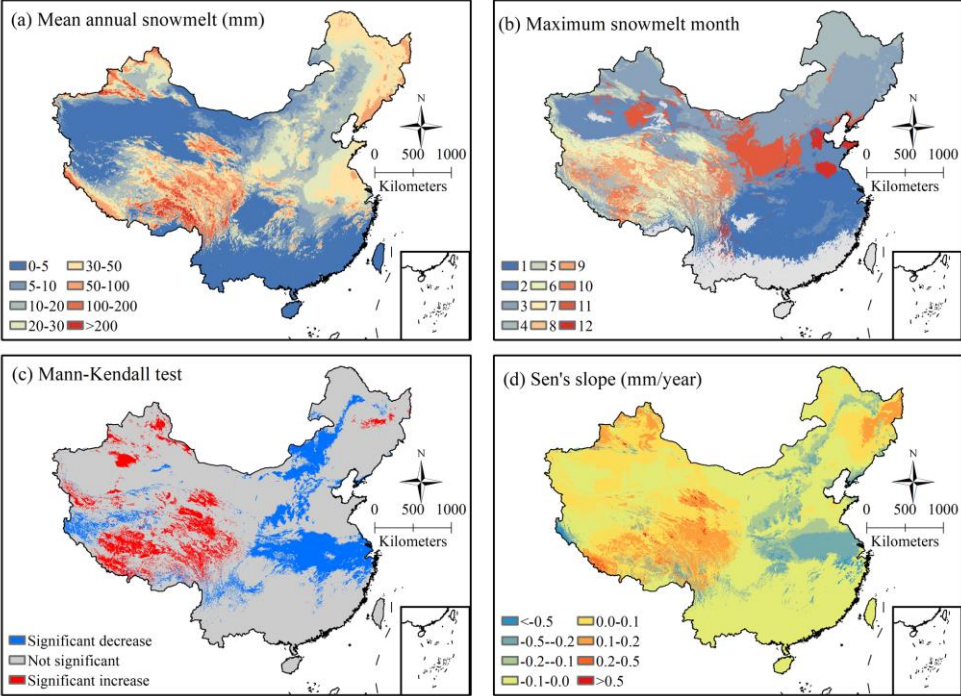 (a) Mean annual snowmelt (mm)
N
0 500 1000
Kilometers
0-5 30-50
5-10 50-100
10-20 100-200
20-30 >200
(b) Maximum snowmelt month
N
0 500 1000
Kilometers
1 5 9
2 6 10
3 7 11
4 8 12
(c) Mann-Kendall test
N
0 500 1000
Kilometers
Significant decrease
Not significant
Significant increase
(d) Sen's slope (mm/year)
N
0 500 1000
Kilometers
<-0.5 0.0-0.1
-0.5--0.2 0.1-0.2
-0.2--0.1 0.2-0.5
-0.1-0.0 >0.5